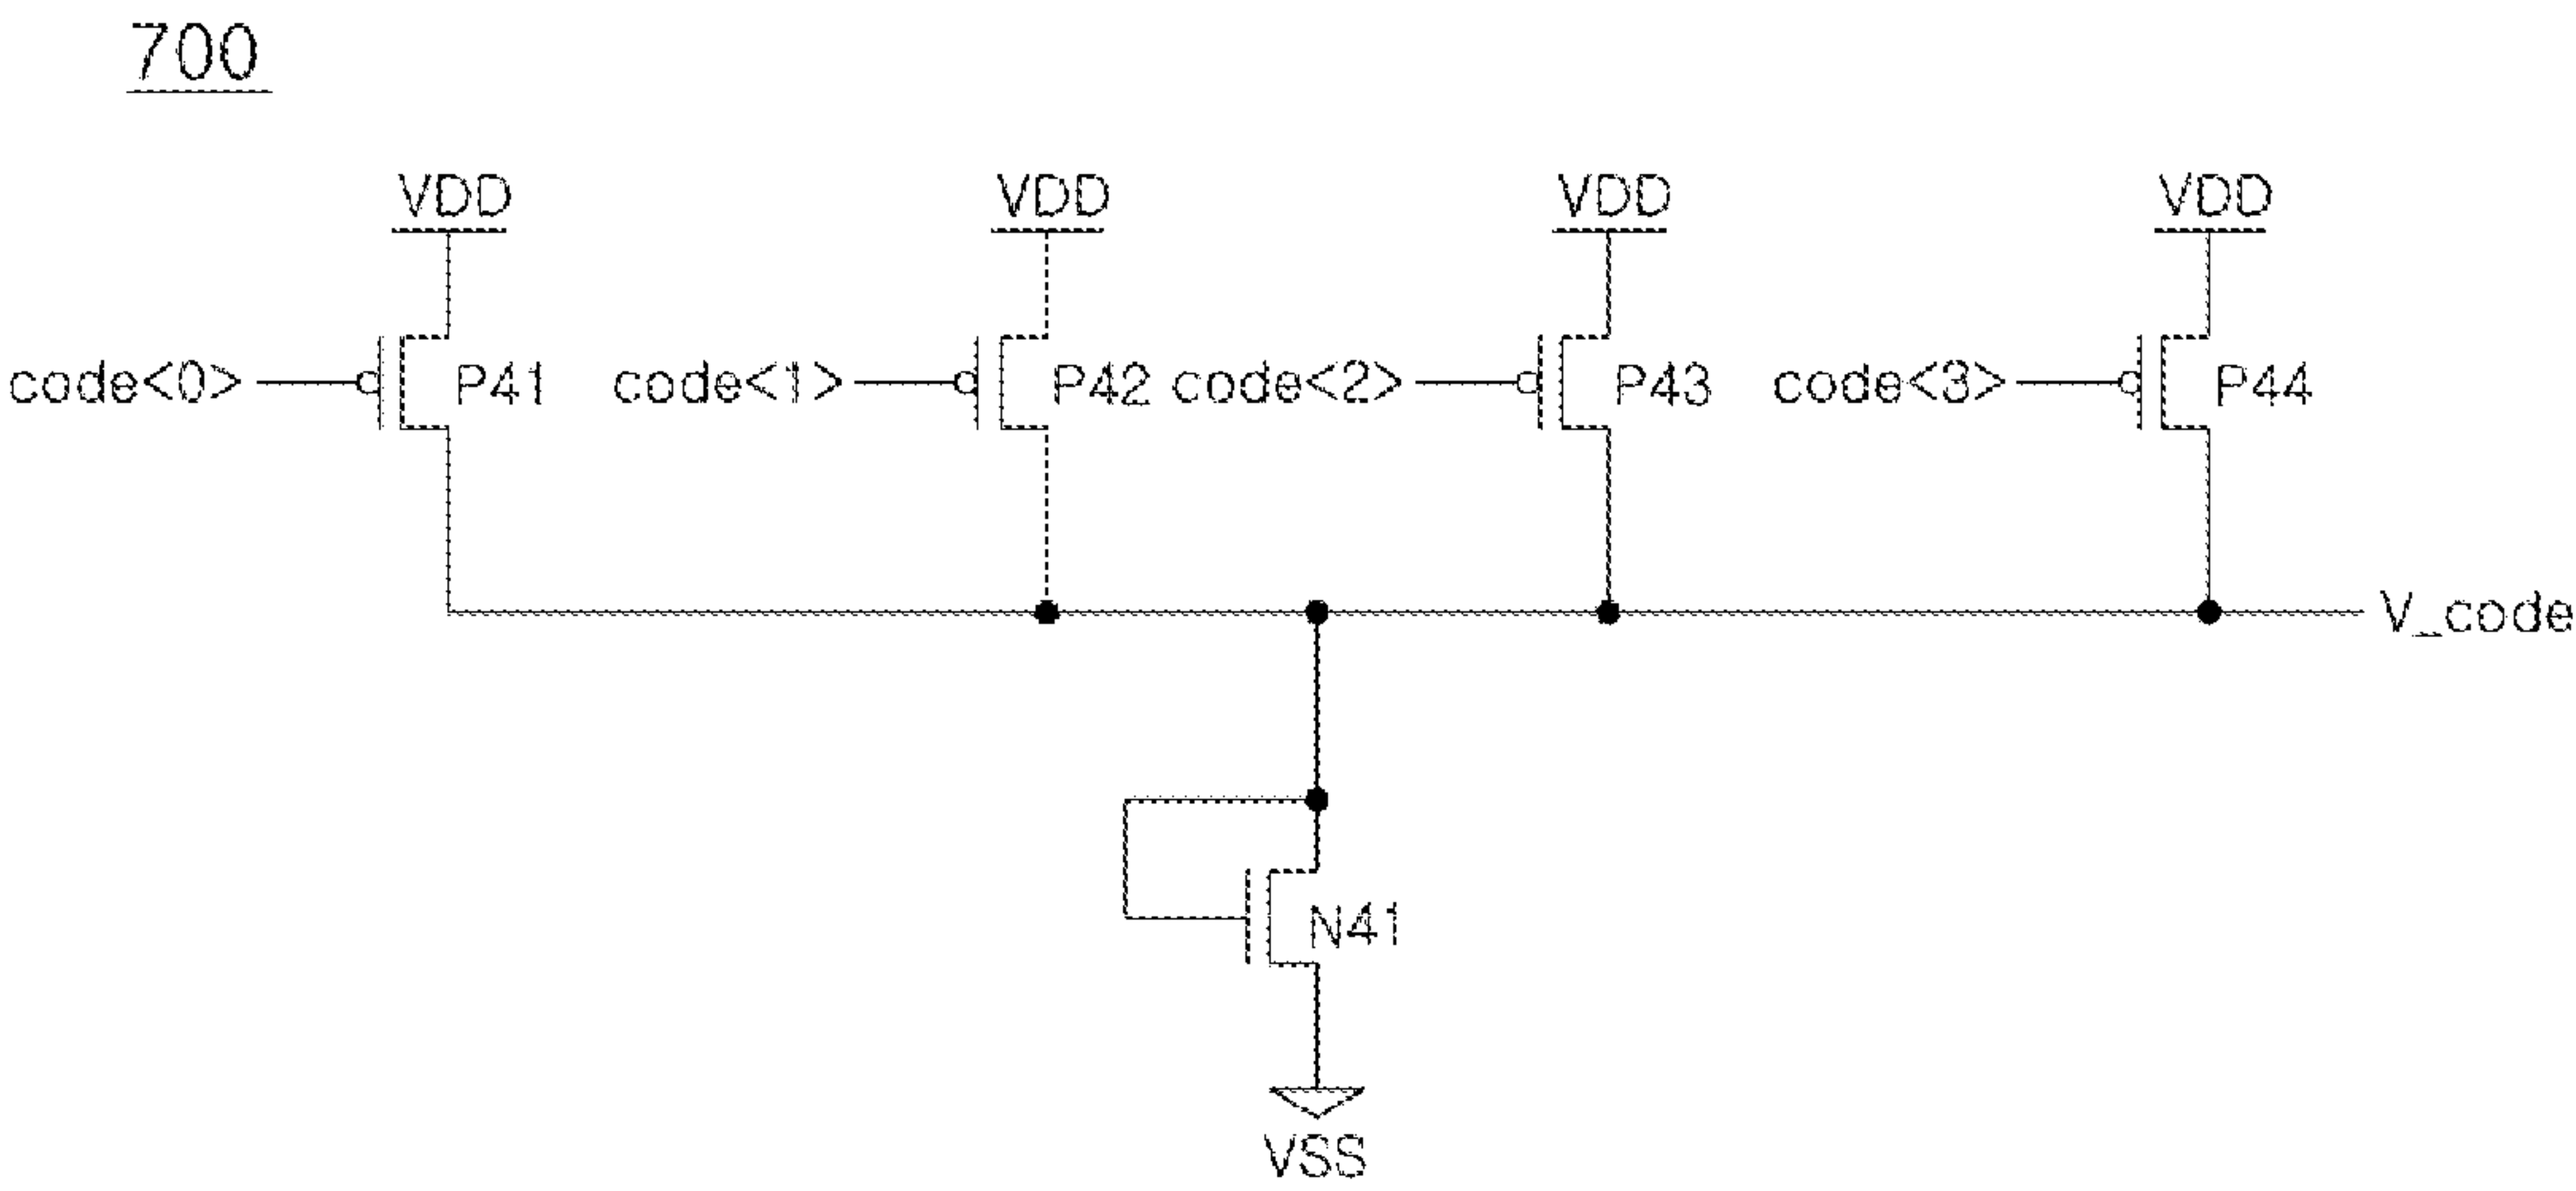 700
VDD VDD VDD VDD
code<0> P41 code<1> P42 code<2> P43 code<3> P44
V_code
N41
VSS